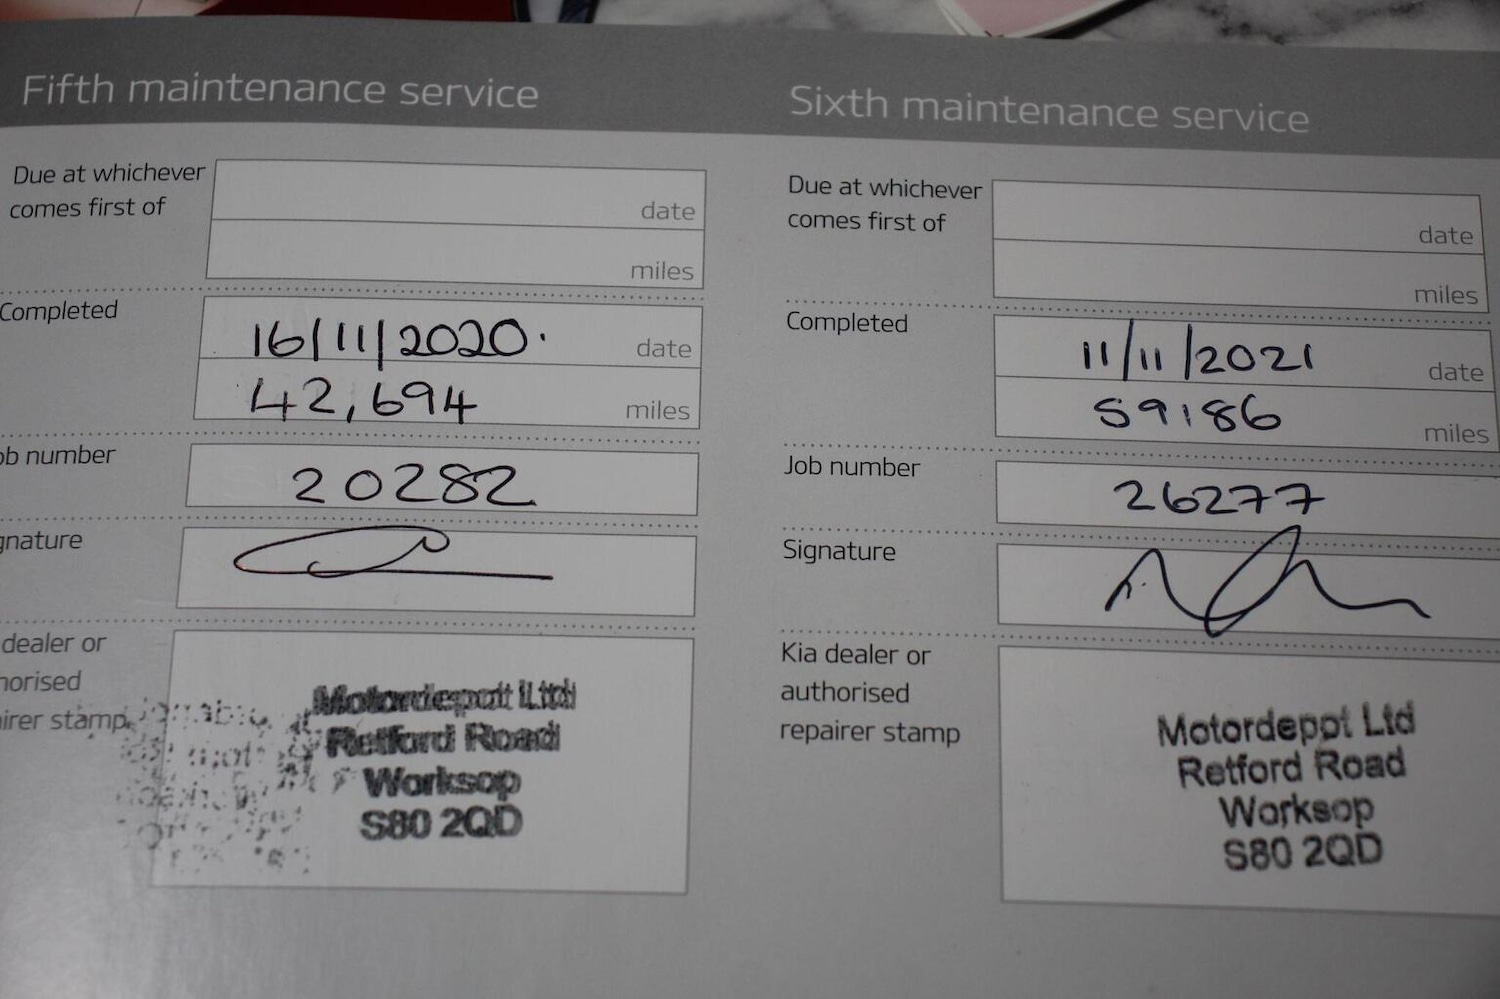 Fifth maintenance service
Due at whichever
comes first of
date
miles
Completed
16/11/2020.
date
42,694
miles
ob number
20282
gnature
dealer or
horised
airer stamp
Motordepot Ltd
Retford Road
Worksop
S80 2QD
Sixth maintenance service
Due at whichever
comes first of
date
miles
Completed
11/11/2021
date
59186
miles
Job number
26277
Signature
Kia dealer or
authorised
repairer stamp
Motordepot Ltd
Retford Road
Worksop
S80 2QD